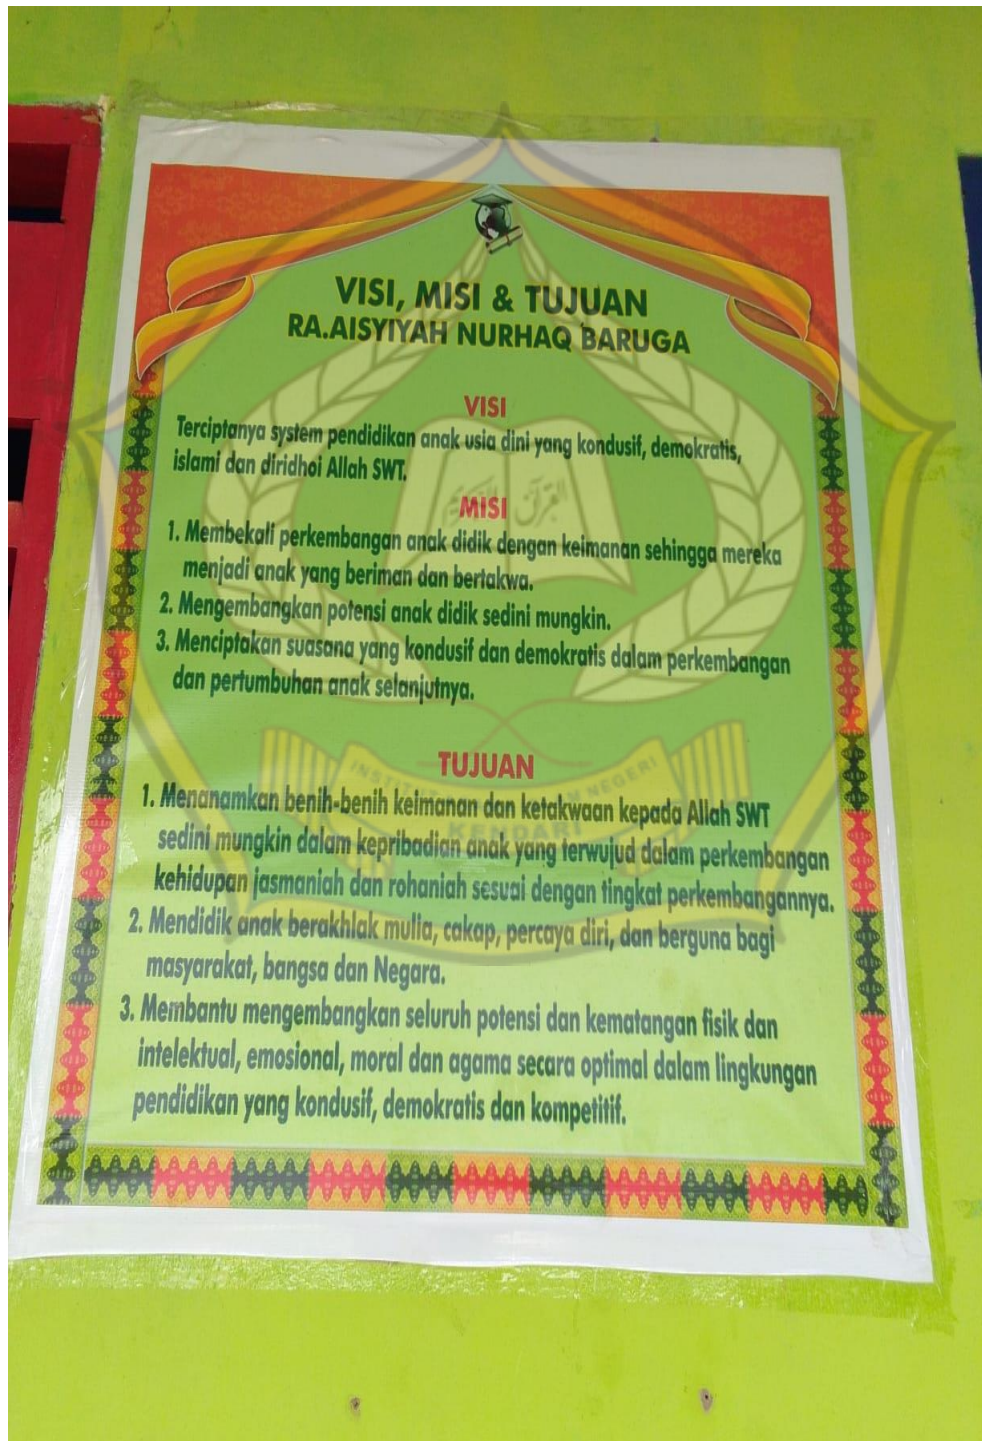 VISI, MISI & TUJUAN
RA.AISYIYAH NURHAQ BARUGA
VISI
Terciptanya system pendidikan anak usia dini yang kondusif, demokratis,
islami dan diridhoi Allah SWT.
MISI
1. Membekali perkembangan anak didik dengan keimanan sehingga mereka
menjadi anak yang beriman dan bertakwa.
2. Mengembangkan potensi anak didik sedini mungkin.
3. Menciptakan suasana yang kondusif dan demokratis dalam perkembangan
dan pertumbuhan anak selanjutnya.
TUJUAN
1. Menanamkan benih-benih keimanan dan ketakwaan kepada Allah SWT
sedini mungkin dalam kepribadian anak yang terwujud dalam perkembangan
kehidupan jasmaniah dan rohaniah sesuai dengan tingkat perkembangannya.
2. Mendidik anak berakhlak mulia, cakap, percaya diri, dan berguna bagi
masyarakat, bangsa dan Negara.
3. Membantu mengembangkan seluruh potensi dan kematangan fisik dan
intelektual, emosional, moral dan agama secara optimal dalam lingkungan
pendidikan yang kondusif, demokratis dan kompetitif.
القرآن الكريم
INSTITUT NEGERI
KENDARI